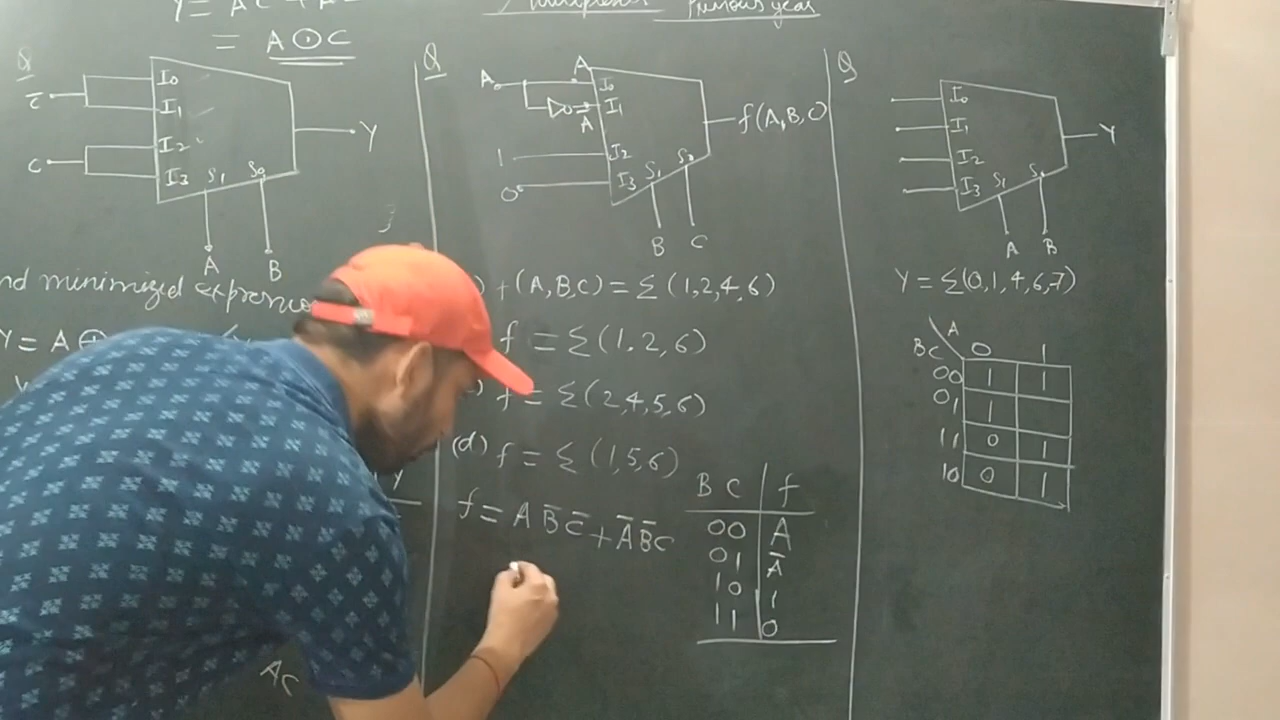 Y = AC + A
Multiplexer Previous year
= A ⊙ C
Q
C̅
C
I0
I1
I2
I3
S1
S0
Y
A
B
nd minimized expression
Y = A ⊕
Y
AC
Q
A
A
A̅
1
0
I0
I1
I2
I3
S1
S0
f(A,B,C)
B
C
) f(A,B,C) = Σ(1,2,4,6)
f = Σ(1,2,6)
) f = Σ(2,4,5,6)
(d) f = Σ(1,5,6)
f = A B̅ C̅ + A̅ B̅ C
B C f
00 A
01 A̅
10 1
11 0
Q
I0
I1
I2
I3
S1
S0
Y
A
B
Y = Σ(0,1,4,6,7)
A
BC 0 1
00 1 1
01 1
11 0 1
10 0 1